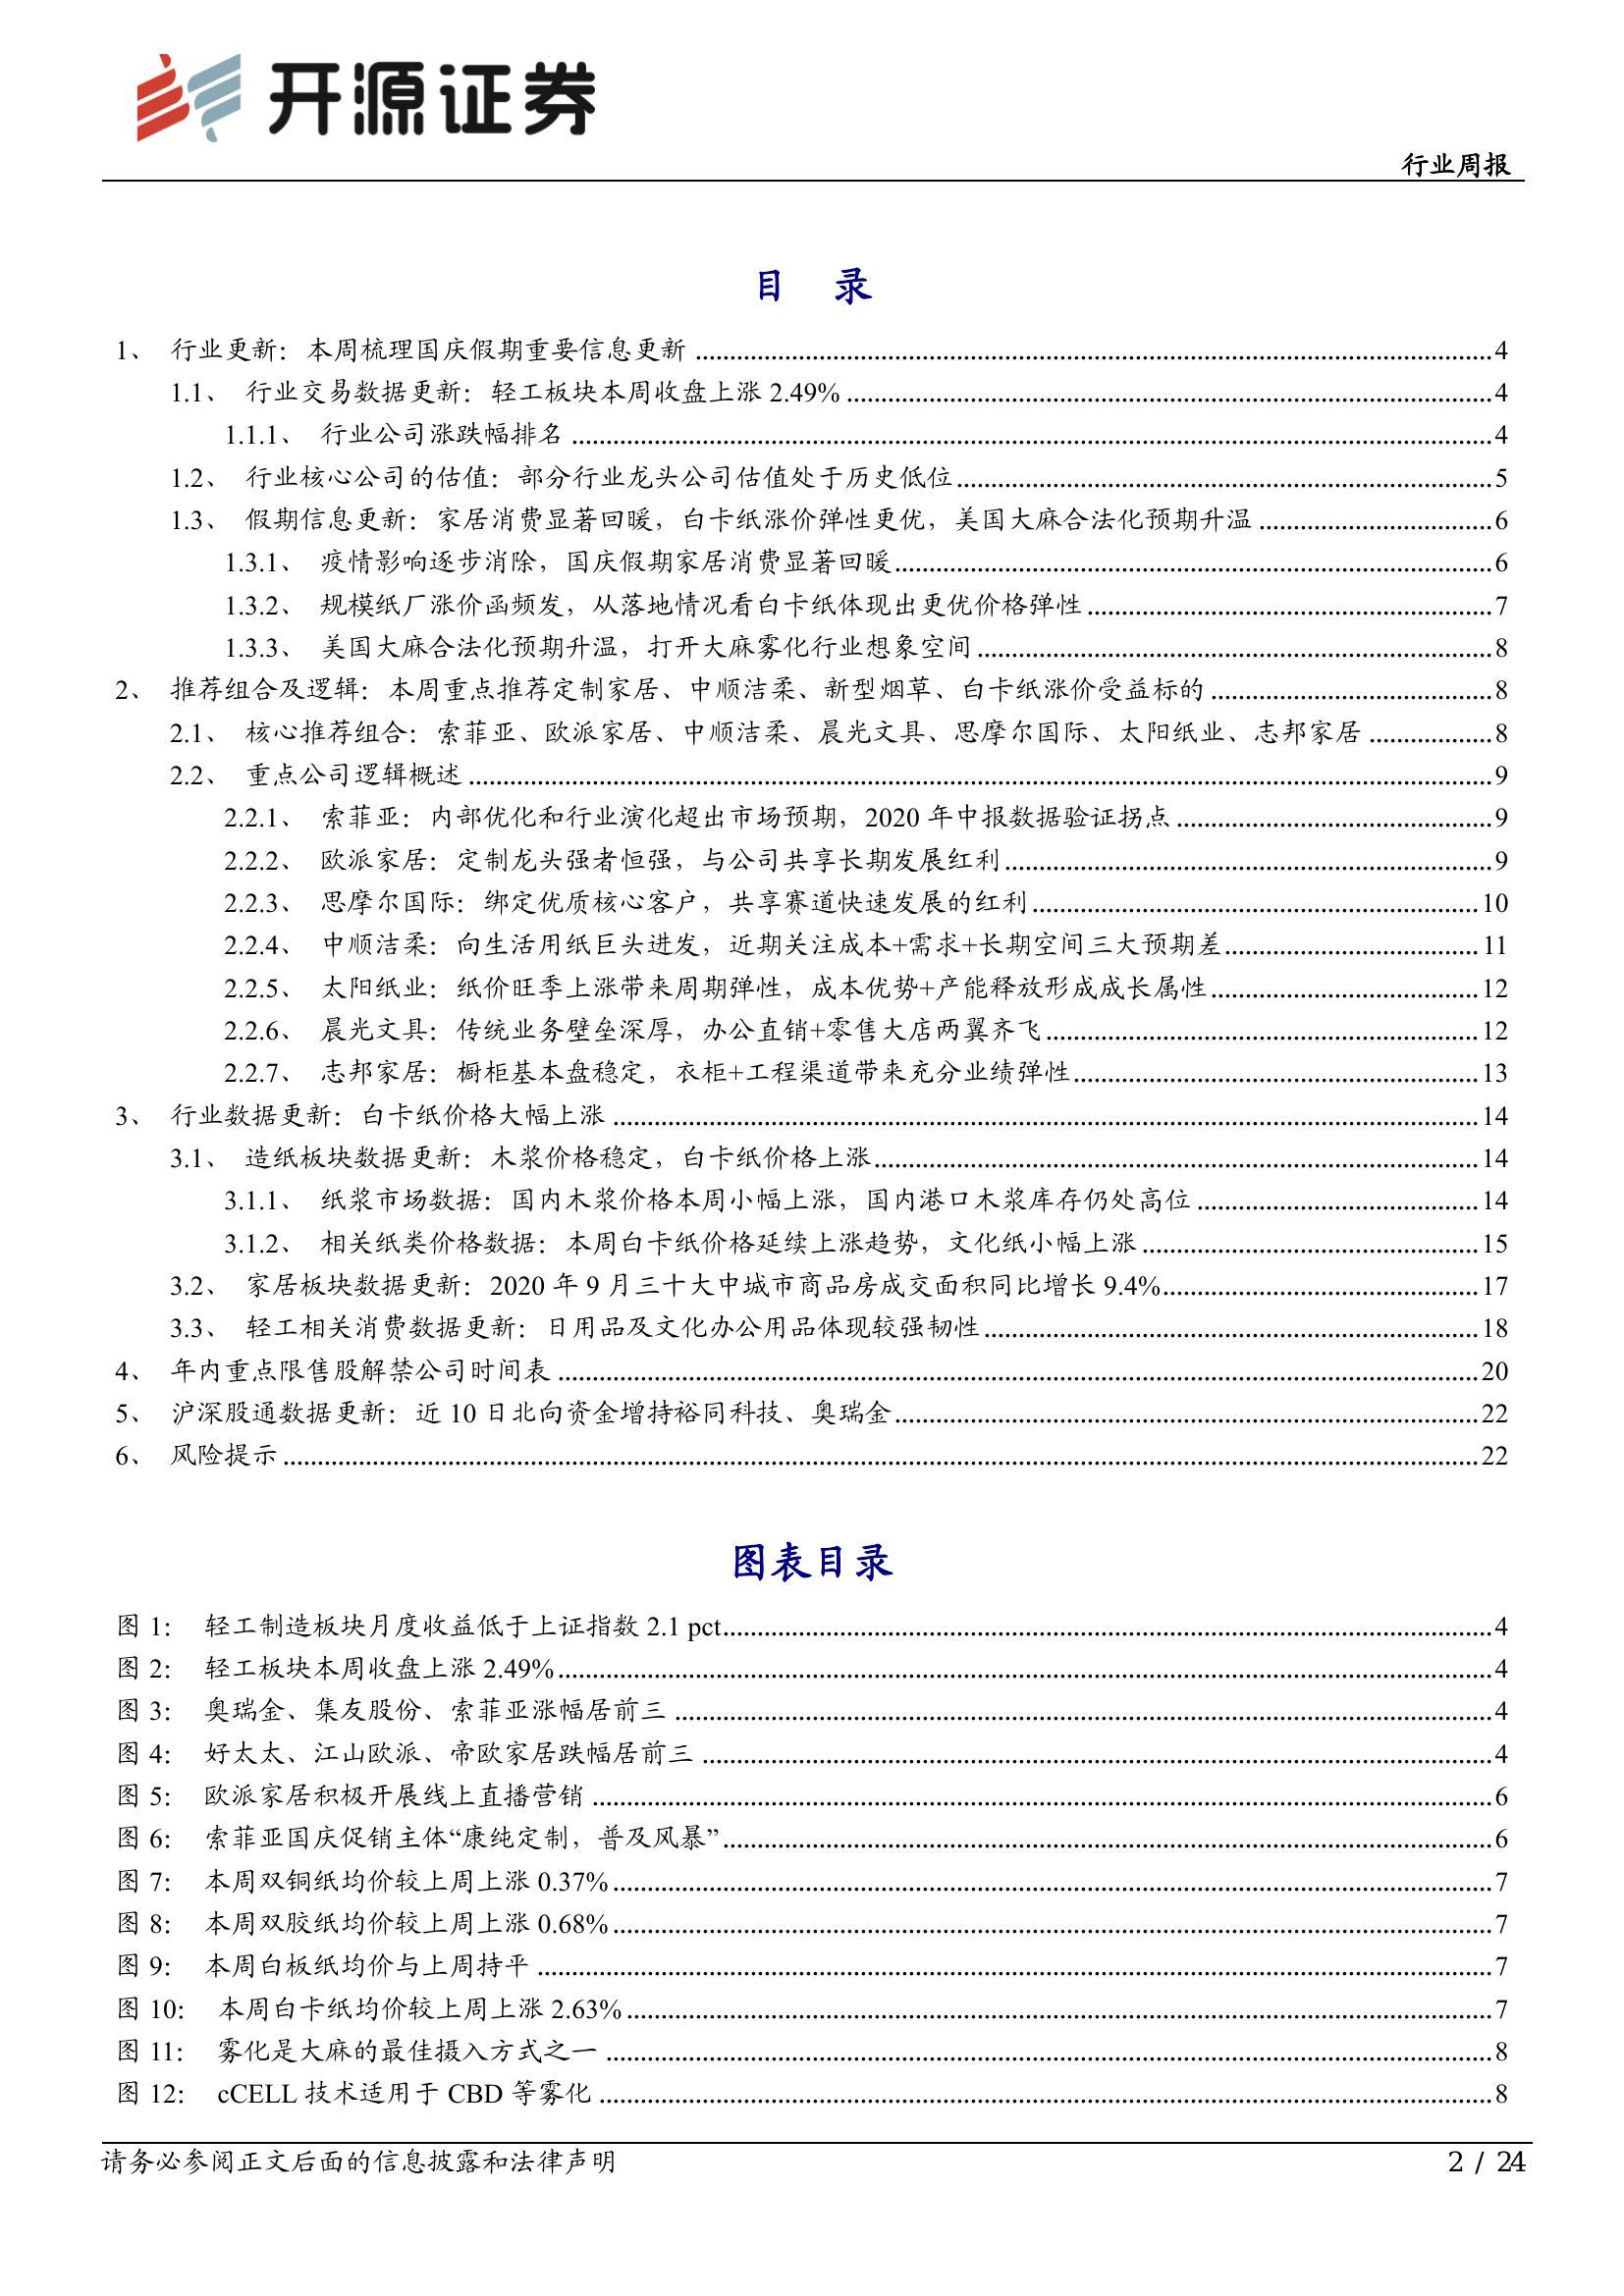 开源证券
行业周报
目 录
1、 行业更新：本周梳理国庆假期重要信息更新 4
1.1、 行业交易数据更新：轻工板块本周收盘上涨 2.49% 4
1.1.1、 行业公司涨跌幅排名 4
1.2、 行业核心公司的估值：部分行业龙头公司估值处于历史低位 5
1.3、 假期信息更新：家居消费显著回暖，白卡纸涨价弹性更优，美国大麻合法化预期升温 6
1.3.1、 疫情影响逐步消除，国庆假期家居消费显著回暖 6
1.3.2、 规模纸厂涨价函频发，从落地情况看白卡纸体现出更优价格弹性 7
1.3.3、 美国大麻合法化预期升温，打开大麻雾化行业想象空间 8
2、 推荐组合及逻辑：本周重点推荐定制家居、中顺洁柔、新型烟草、白卡纸涨价受益标的 8
2.1、 核心推荐组合：索菲亚、欧派家居、中顺洁柔、晨光文具、思摩尔国际、太阳纸业、志邦家居 8
2.2、 重点公司逻辑概述 9
2.2.1、 索菲亚：内部优化和行业演化超出市场预期，2020 年中报数据验证拐点 9
2.2.2、 欧派家居：定制龙头强者恒强，与公司共享长期发展红利 9
2.2.3、 思摩尔国际：绑定优质核心客户，共享赛道快速发展的红利 10
2.2.4、 中顺洁柔：向生活用纸巨头进发，近期关注成本+需求+长期空间三大预期差 11
2.2.5、 太阳纸业：纸价旺季上涨带来周期弹性，成本优势+产能释放形成成长属性 12
2.2.6、 晨光文具：传统业务壁垒深厚，办公直销+零售大店两翼齐飞 12
2.2.7、 志邦家居：橱柜基本盘稳定，衣柜+工程渠道带来充分业绩弹性 13
3、 行业数据更新：白卡纸价格大幅上涨 14
3.1、 造纸板块数据更新：木浆价格稳定，白卡纸价格上涨 14
3.1.1、 纸浆市场数据：国内木浆价格本周小幅上涨，国内港口木浆库存仍处高位 14
3.1.2、 相关纸类价格数据：本周白卡纸价格延续上涨趋势，文化纸小幅上涨 15
3.2、 家居板块数据更新：2020 年 9 月三十大中城市商品房成交面积同比增长 9.4% 17
3.3、 轻工相关消费数据更新：日用品及文化办公用品体现较强韧性 18
4、 年内重点限售股解禁公司时间表 20
5、 沪深股通数据更新：近 10 日北向资金增持裕同科技、奥瑞金 22
6、 风险提示 22
图表目录
图 1： 轻工制造板块月度收益低于上证指数 2.1 pct 4
图 2： 轻工板块本周收盘上涨 2.49% 4
图 3： 奥瑞金、集友股份、索菲亚涨幅居前三 4
图 4： 好太太、江山欧派、帝欧家居跌幅居前三 4
图 5： 欧派家居积极开展线上直播营销 6
图 6： 索菲亚国庆促销主体“康纯定制，普及风暴” 6
图 7： 本周双铜纸均价较上周上涨 0.37% 7
图 8： 本周双胶纸均价较上周上涨 0.68% 7
图 9： 本周白板纸均价与上周持平 7
图 10： 本周白卡纸均价较上周上涨 2.63% 7
图 11： 雾化是大麻的最佳摄入方式之一 8
图 12： cCELL 技术适用于 CBD 等雾化 8
请务必参阅正文后面的信息披露和法律声明 2 / 24